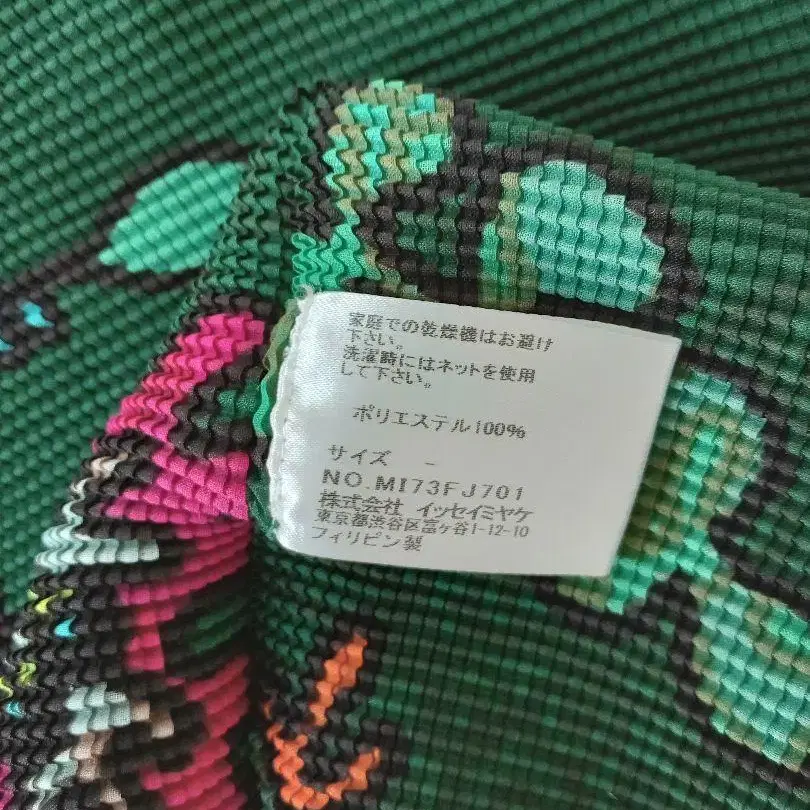 家庭での乾燥機はお避け
下さい。
洗濯時にはネットを使用
して下さい。
ポリエステル100%
サイズ －
NO.MI73FJ701
株式会社 イッセイミヤケ
東京都渋谷区富ヶ谷1-12-10
フィリピン製